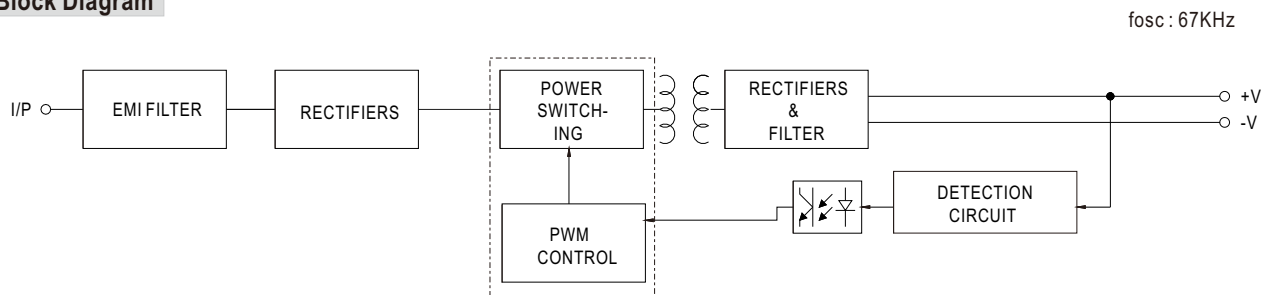 Block Diagram
fosc : 67KHz
I/P
EMI FILTER
RECTIFIERS
POWER
SWITCH-
ING
RECTIFIERS
&
FILTER
+V
-V
DETECTION
CIRCUIT
PWM
CONTROL